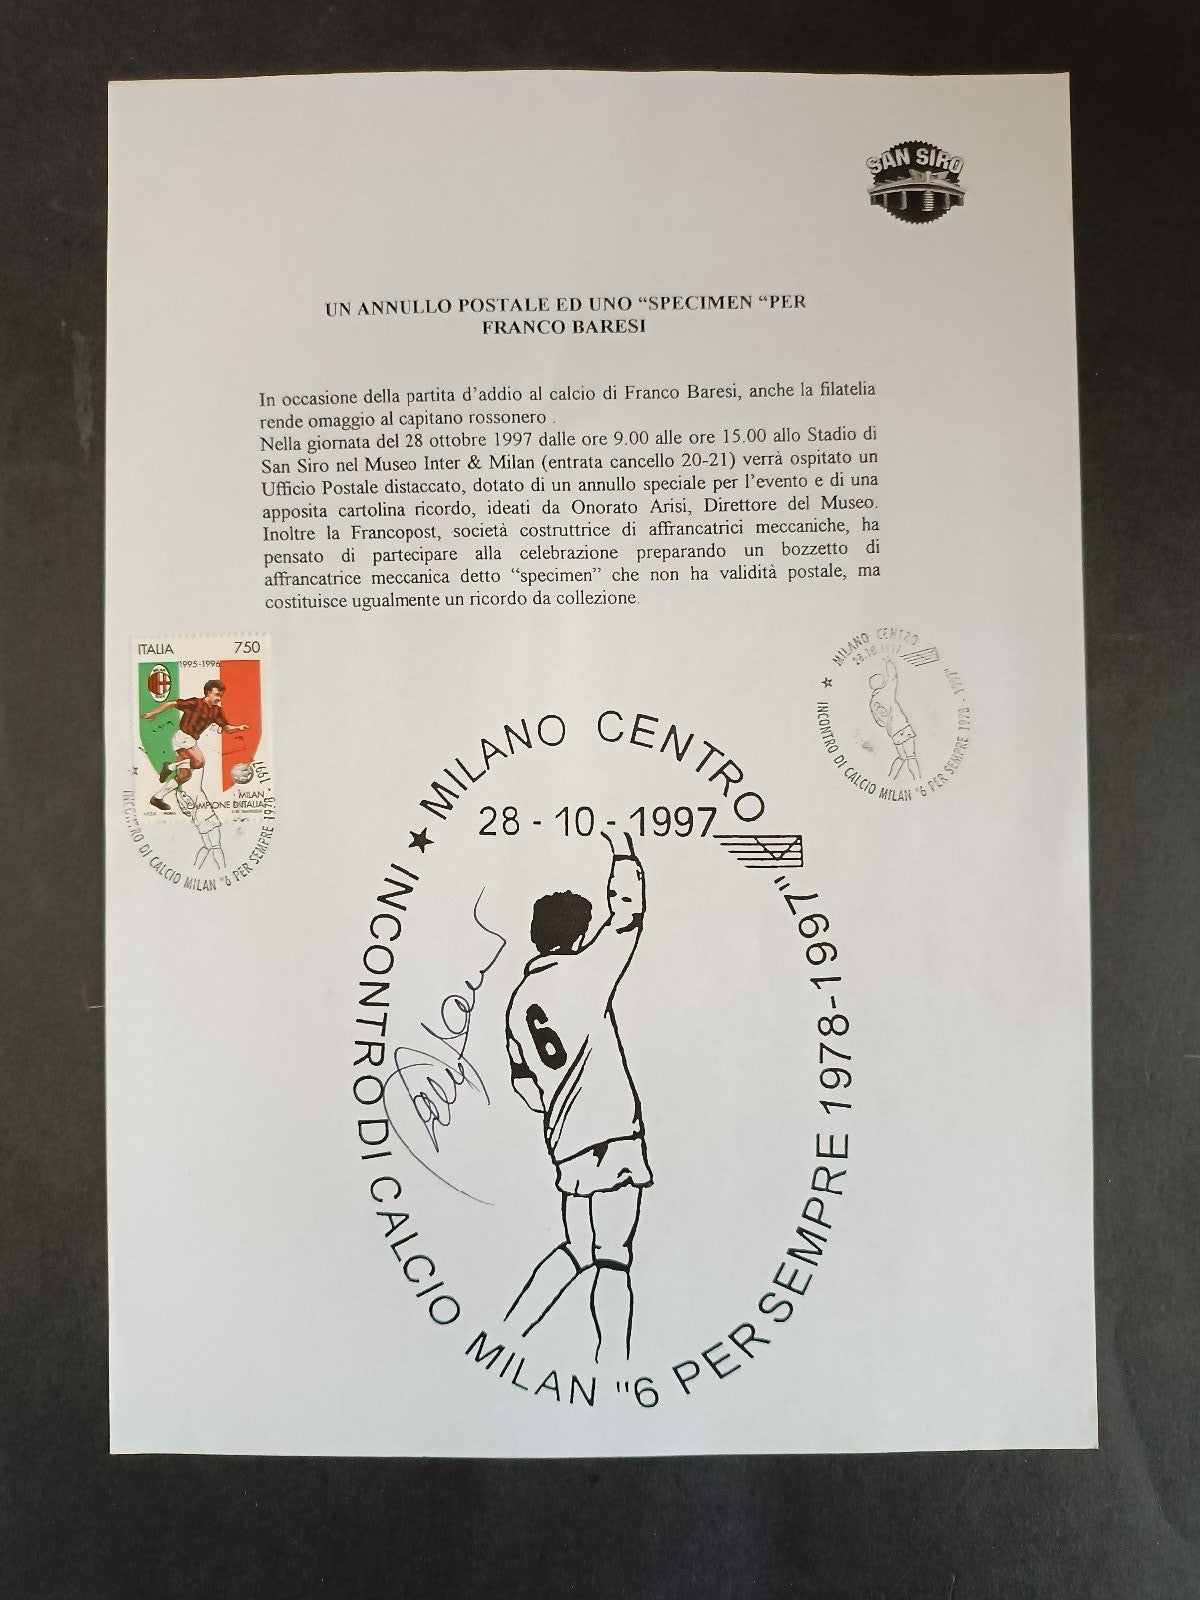 SAN SIRO
UN ANNULLO POSTALE ED UNO “SPECIMEN “PER
FRANCO BARESI
In occasione della partita d’addio al calcio di Franco Baresi, anche la filatelia
rende omaggio al capitano rossonero .
Nella giornata del 28 ottobre 1997 dalle ore 9.00 alle ore 15.00 allo Stadio di
San Siro nel Museo Inter & Milan (entrata cancello 20-21) verrà ospitato un
Ufficio Postale distaccato, dotato di un annullo speciale per l’evento e di una
apposita cartolina ricordo, ideati da Onorato Arisi, Direttore del Museo.
Inoltre la Francopost, società costruttrice di affrancatrici meccaniche, ha
pensato di partecipare alla celebrazione preparando un bozzetto di
affrancatrice meccanica detto “specimen” che non ha validità postale, ma
costituisce ugualmente un ricordo da collezione.
ITALIA 750
1995-1996
MILAN
CAMPIONE D'ITALIA
1997
INCONTRO DI CALCIO MILAN "6 PER SEMPRE 1978-
MILANO CENTRO
28.10.1997
INCONTRO DI CALCIO MILAN "6 PER SEMPRE 1978 - 1997"
MILANO CENTRO
28 - 10 - 1997
INCONTRO DI CALCIO MILAN "6 PER SEMPRE 1978-1997"
6